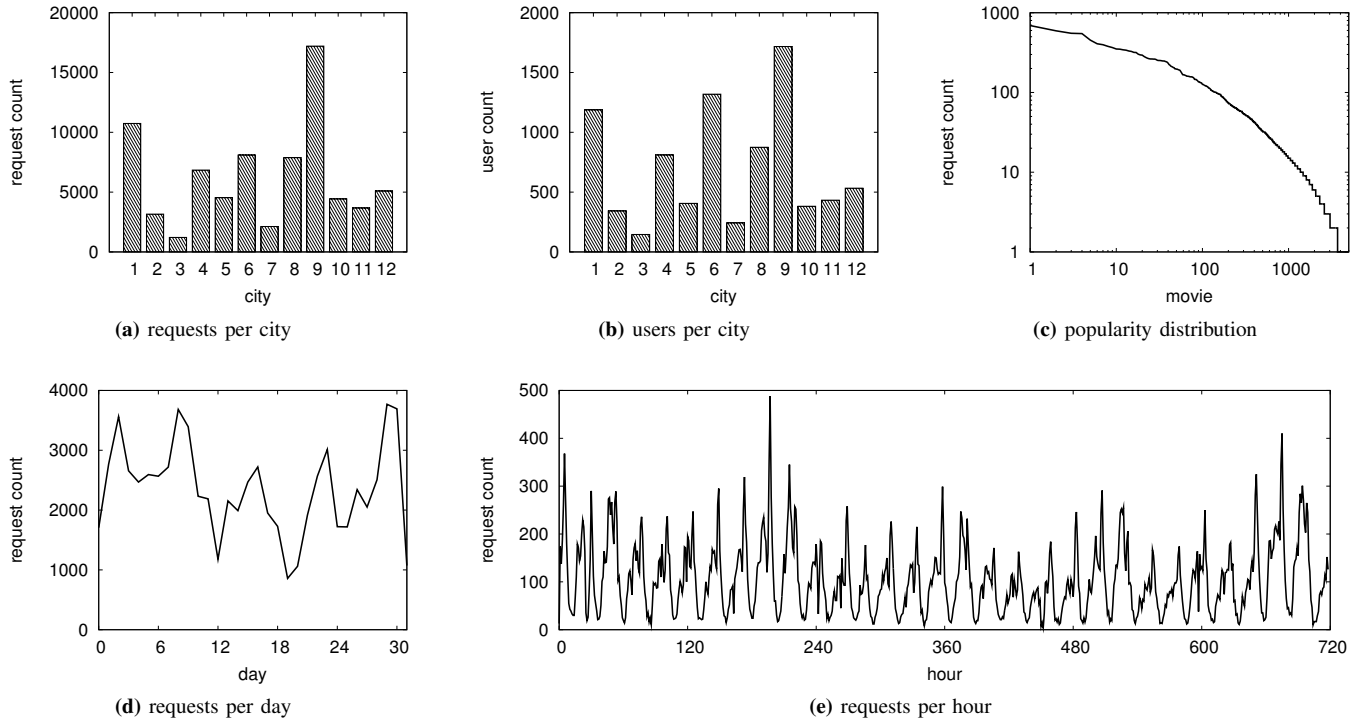 20000
15000
10000
5000
0
request count
1 2 3 4 5 6 7 8 9 10 11 12
city
(a) requests per city
2000
1500
1000
500
0
user count
1 2 3 4 5 6 7 8 9 10 11 12
city
(b) users per city
1000
100
10
1
request count
1 10 100 1000
movie
(c) popularity distribution
4000
3000
2000
1000
0
request count
0 6 12 18 24 30
day
(d) requests per day
500
400
300
200
100
0
request count
0 120 240 360 480 600 720
hour
(e) requests per hour